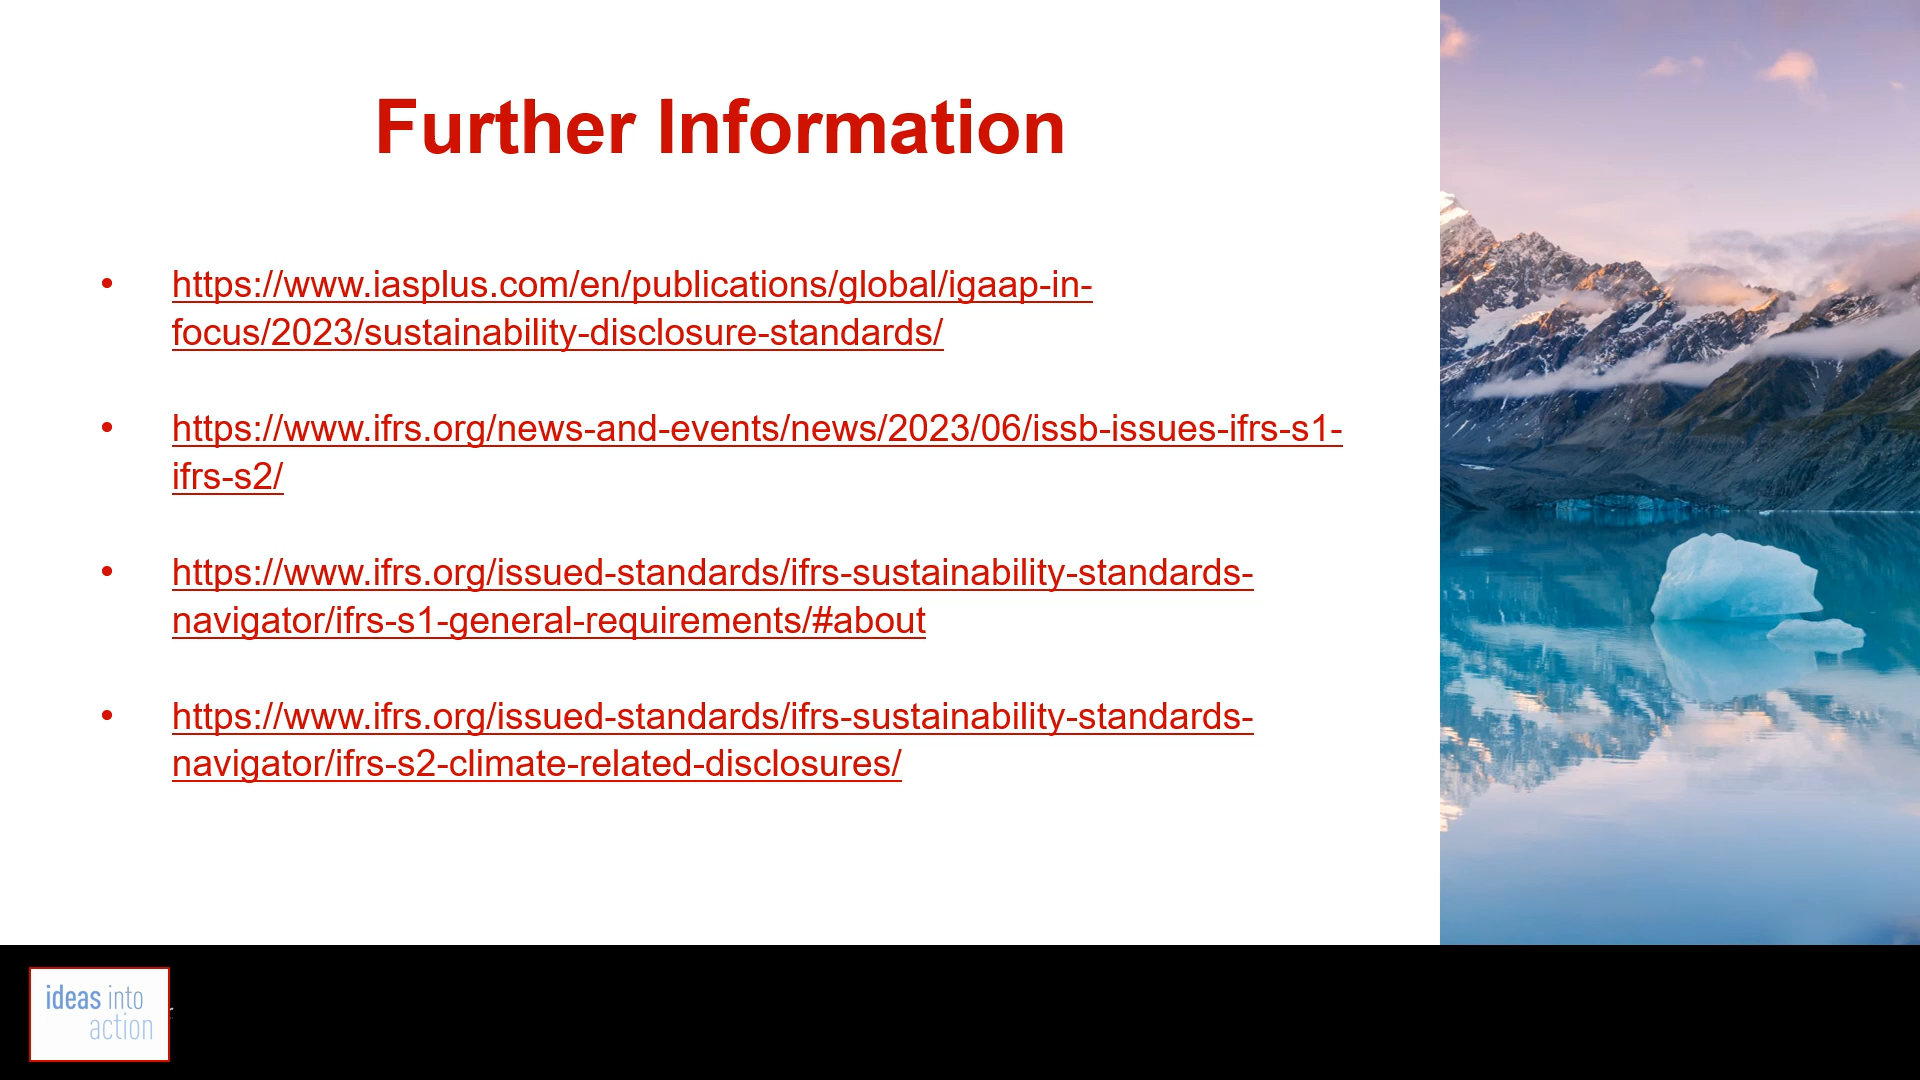 Further Information
• https://www.iasplus.com/en/publications/global/igaap-in-
focus/2023/sustainability-disclosure-standards/
• https://www.ifrs.org/news-and-events/news/2023/06/issb-issues-ifrs-s1-
ifrs-s2/
• https://www.ifrs.org/issued-standards/ifrs-sustainability-standards-
navigator/ifrs-s1-general-requirements/#about
• https://www.ifrs.org/issued-standards/ifrs-sustainability-standards-
navigator/ifrs-s2-climate-related-disclosures/
ideas into
action